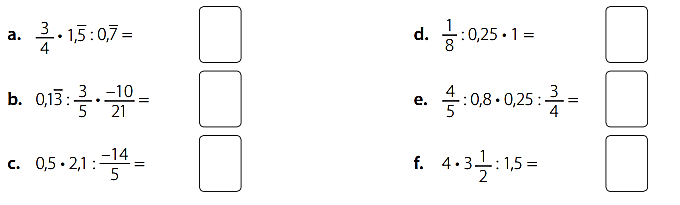 a. 3/4 • 1,5̅ : 0,7̅ =
b. 0,13̅ : 3/5 • −10/21 =
c. 0,5 • 2,1 : −14/5 =
d. 1/8 : 0,25 • 1 =
e. 4/5 : 0,8 • 0,25 : 3/4 =
f. 4 • 3 1/2 : 1,5 =